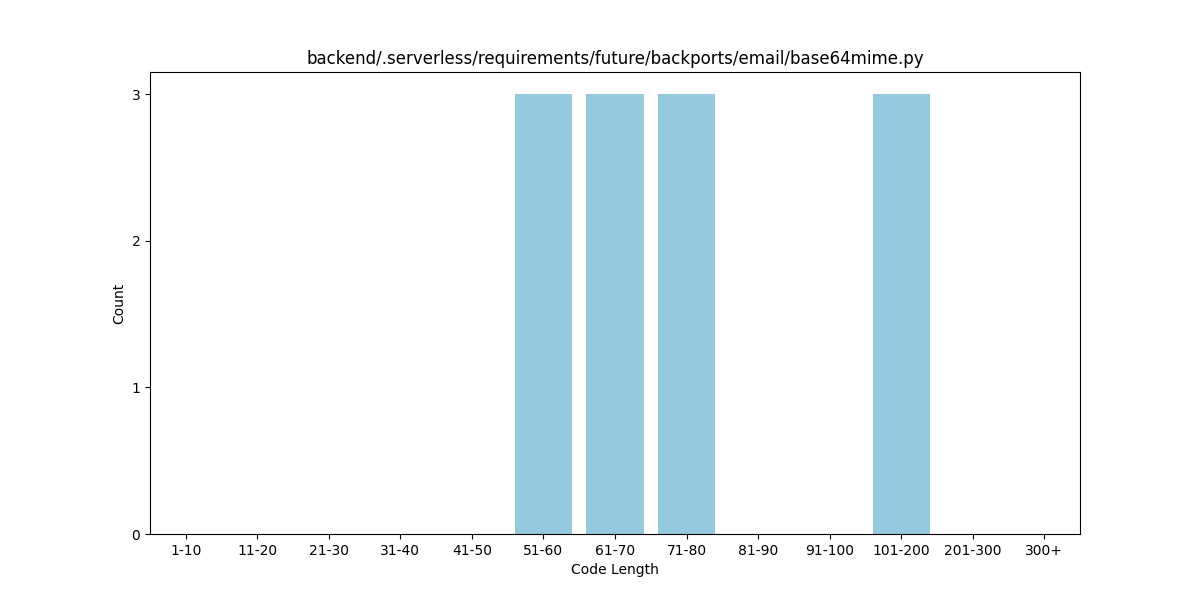 backend/.serverless/requirements/future/backports/email/base64mime.py
3
2
1
0
Count
1-10 11-20 21-30 31-40 41-50 51-60 61-70 71-80 81-90 91-100 101-200 201-300 300+
Code Length